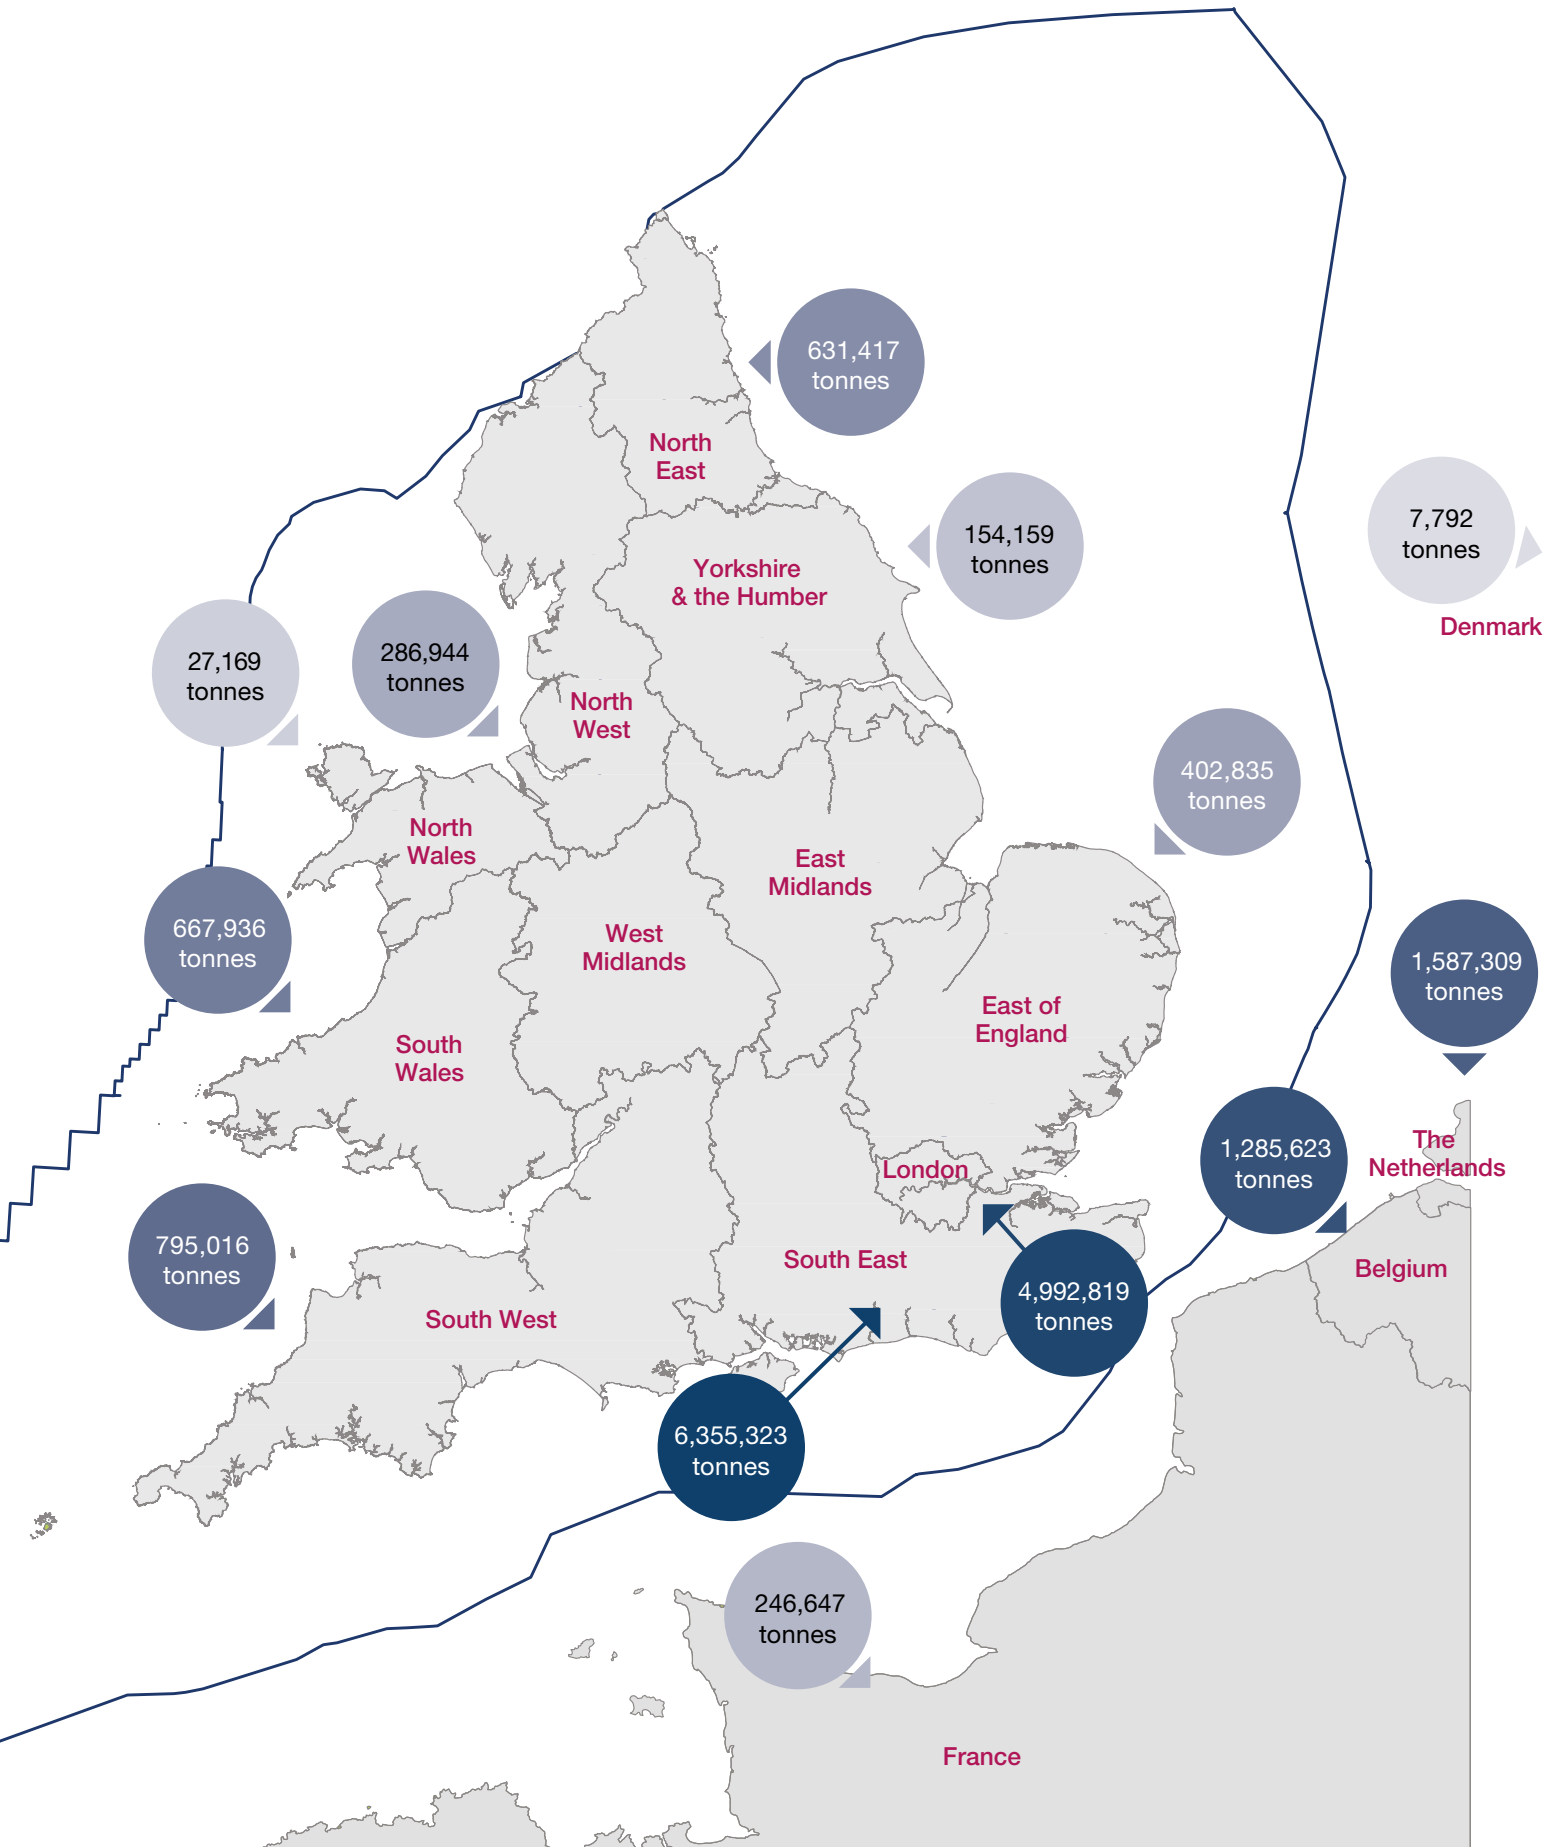 631,417
tonnes
North
East
154,159
tonnes
7,792
tonnes
Denmark
Yorkshire
& the Humber
27,169
tonnes
286,944
tonnes
North
West
402,835
tonnes
North
Wales
East
Midlands
667,936
tonnes
West
Midlands
1,587,309
tonnes
East of
England
South
Wales
The
Netherlands
1,285,623
tonnes
London
795,016
tonnes
South East
Belgium
4,992,819
tonnes
South West
6,355,323
tonnes
246,647
tonnes
France